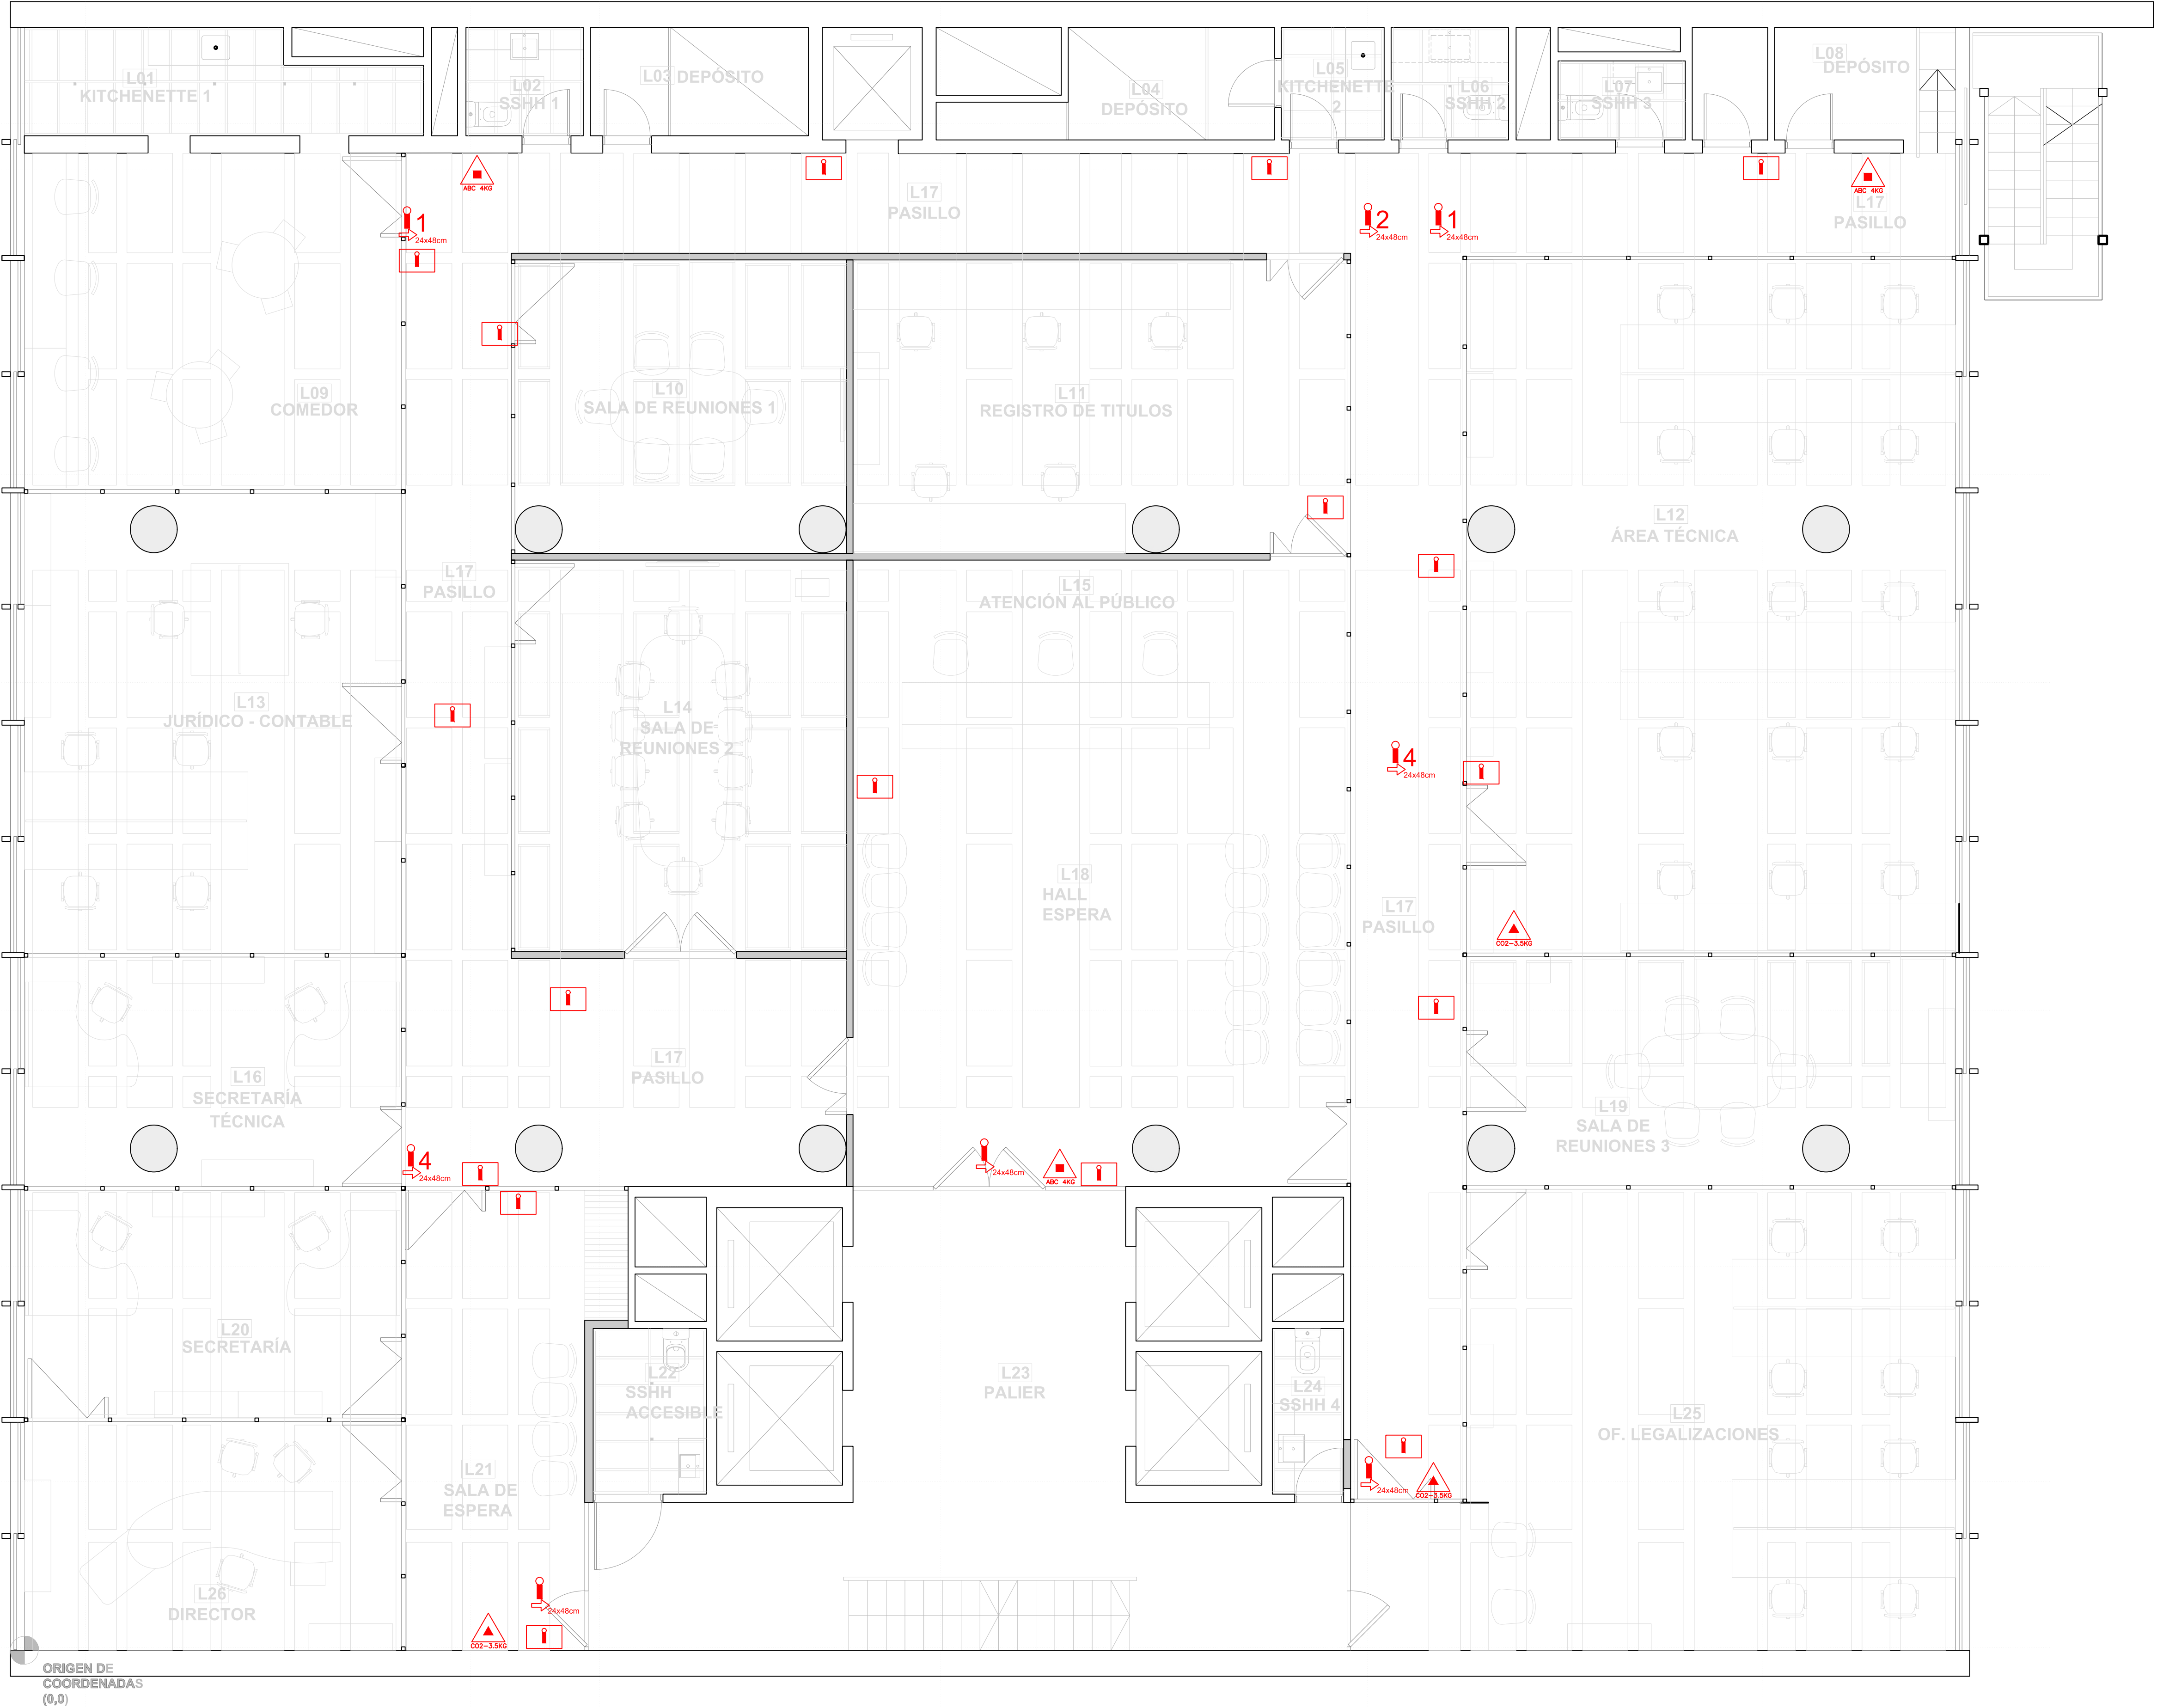 L01
KITCHENETTE 1
L02
SSHH 1
L03 DEPÓSITO
L04
DEPÓSITO
L05
KITCHENETTE
2
L06
SSHH 2
L07
SSHH 3
L08
DEPÓSITO
ABC 4KG
L17
PASILLO
ABC 4KG
L17
PASILLO
1
24x48cm
2
24x48cm
1
24x48cm
L09
COMEDOR
L10
SALA DE REUNIONES 1
L11
REGISTRO DE TITULOS
L12
ÁREA TÉCNICA
L17
PASILLO
L15
ATENCIÓN AL PÚBLICO
L13
JURÍDICO - CONTABLE
L14
SALA DE
REUNIONES 2
4
24x48cm
L18
HALL
ESPERA
L17
PASILLO
CO2-3.5KG
L16
SECRETARÍA
TÉCNICA
L17
PASILLO
L19
SALA DE
REUNIONES 3
4
24x48cm
24x48cm
ABC 4KG
L20
SECRETARÍA
L22
SSHH
ACCESIBLE
L23
PALIER
L24
SSHH 4
L25
OF. LEGALIZACIONES
L21
SALA DE
ESPERA
24x48cm
CO2-3.5KG
L26
DIRECTOR
24x48cm
CO2-3.5KG
ORIGEN DE
COORDENADAS
(0,0)